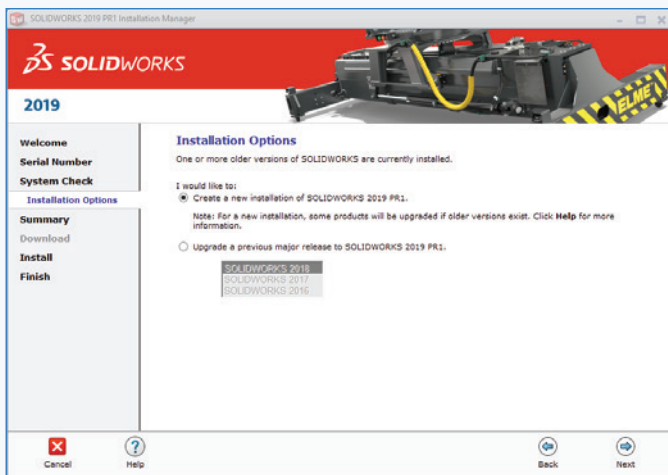 SOLIDWORKS 2019 PR1 Installation Manager
SOLIDWORKS
ELME
2019
Welcome
Serial Number
System Check
Installation Options
Summary
Download
Install
Finish
Installation Options
One or more older versions of SOLIDWORKS are currently installed.
I would like to:
Create a new installation of SOLIDWORKS 2019 PR1.
Note: For a new installation, some products will be upgraded if older versions exist. Click Help for more
information.
Upgrade a previous major release to SOLIDWORKS 2019 PR1.
SOLIDWORKS 2018
SOLIDWORKS 2017
SOLIDWORKS 2016
Cancel
Help
Back
Next